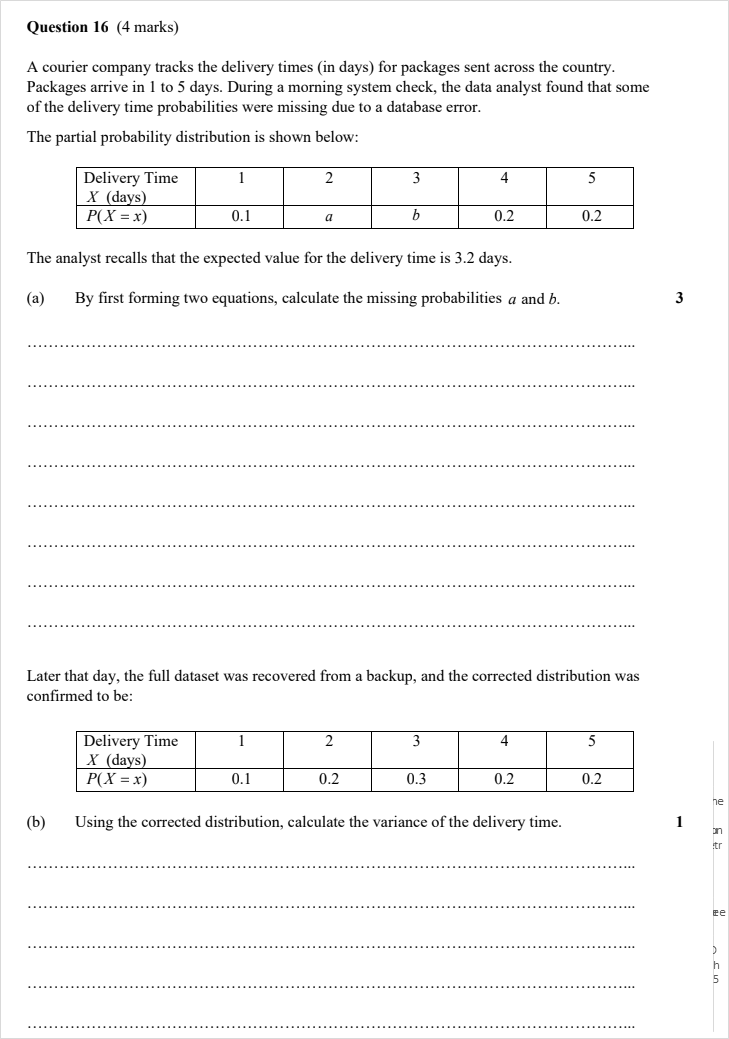 Question 16 (4 marks)
A courier company tracks the delivery times (in days) for packages sent across the country.
Packages arrive in 1 to 5 days. During a morning system check, the data analyst found that some
of the delivery time probabilities were missing due to a database error.
The partial probability distribution is shown below:
Delivery Time X (days) 1 2 3 4 5
P(X = x) 0.1 a b 0.2 0.2
The analyst recalls that the expected value for the delivery time is 3.2 days.
(a) By first forming two equations, calculate the missing probabilities a and b. 3
Later that day, the full dataset was recovered from a backup, and the corrected distribution was
confirmed to be:
Delivery Time X (days) 1 2 3 4 5
P(X = x) 0.1 0.2 0.3 0.2 0.2
(b) Using the corrected distribution, calculate the variance of the delivery time. 1